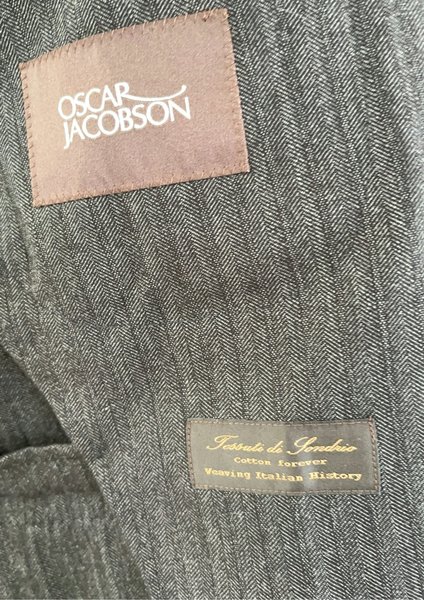 OSCAR
JACOBSON
Tessuti di Sondrio
Cotton forever
Weaving Italian History